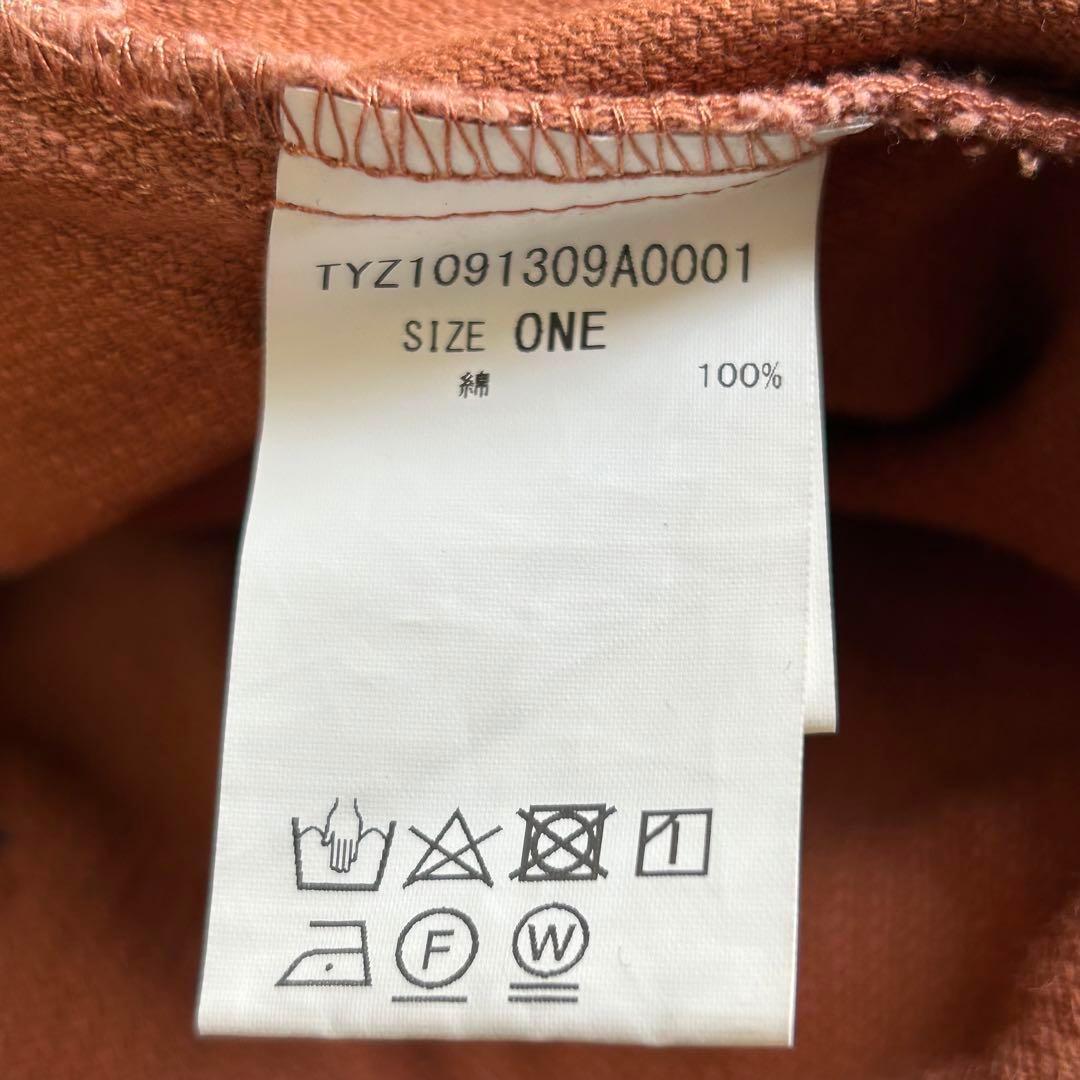 TYZ1091309A0001
SIZE ONE
綿 100%
F W